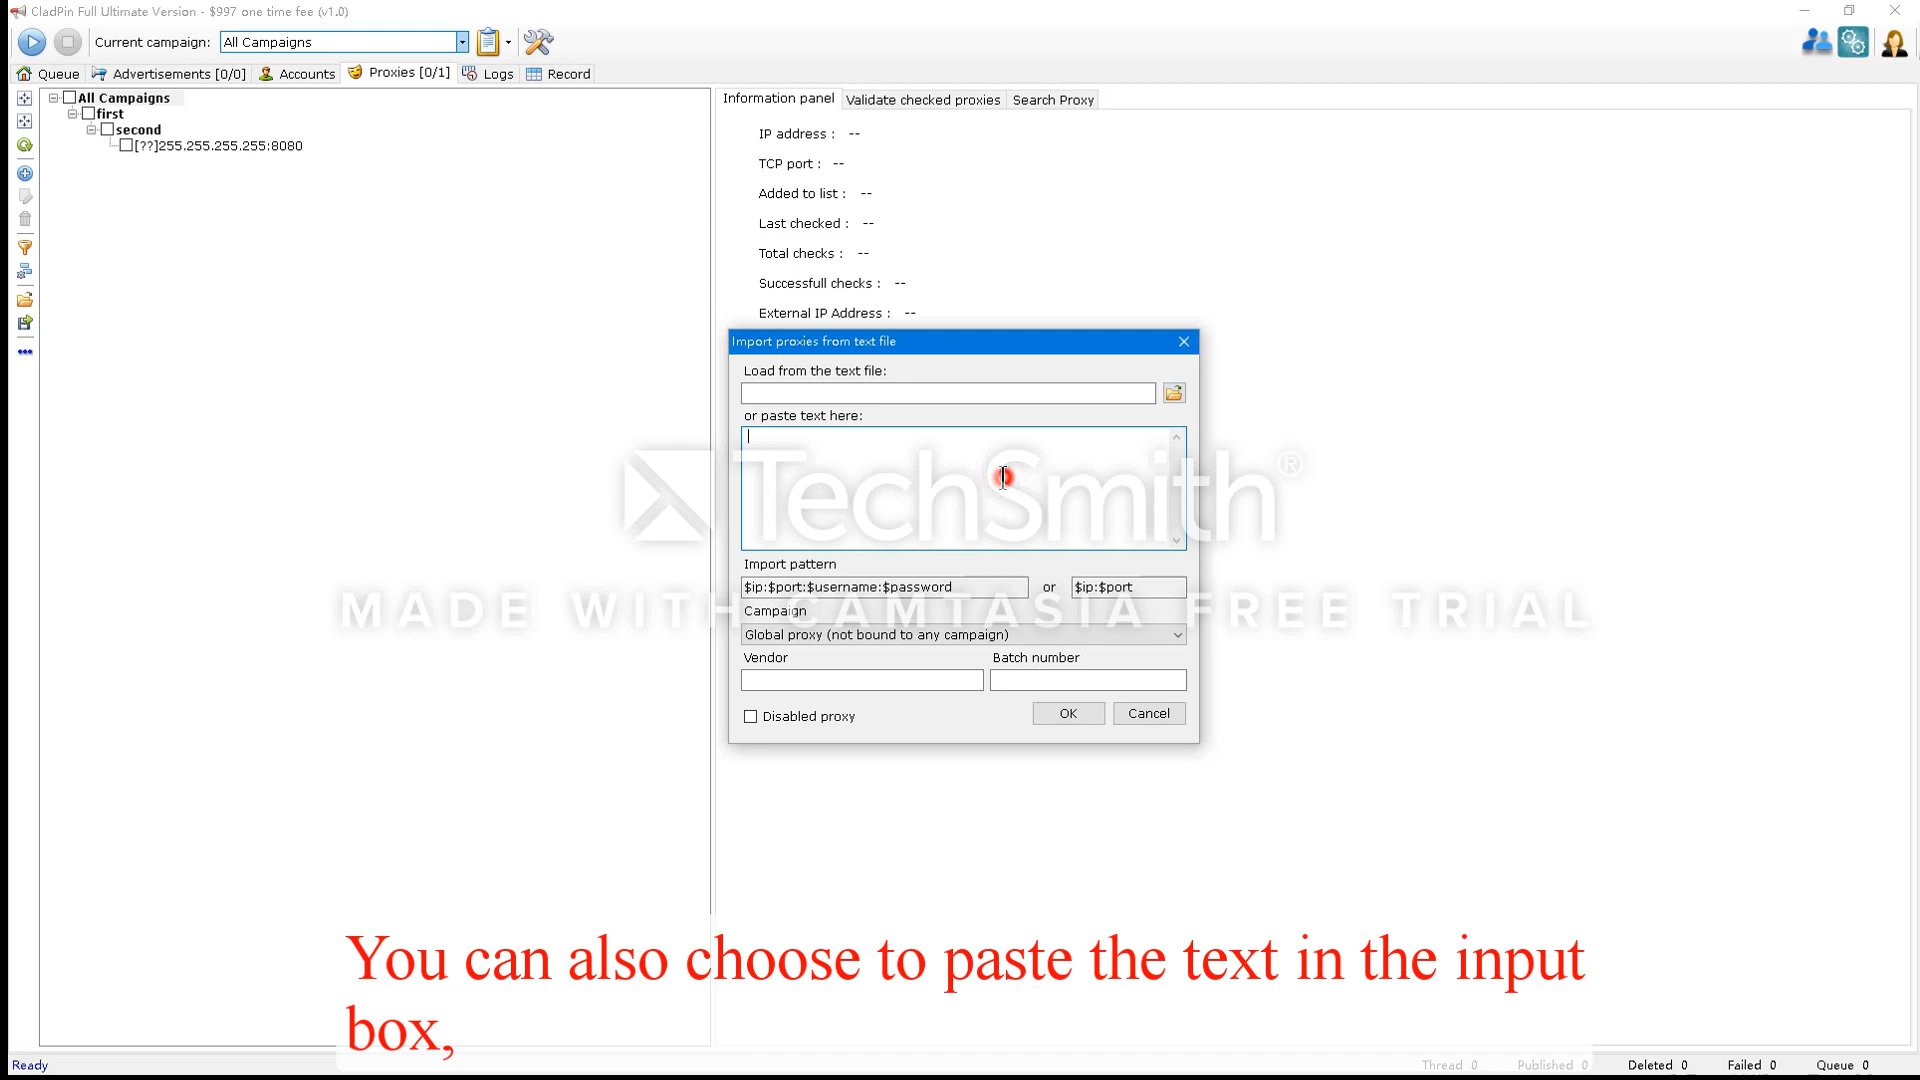 CladPin Full Ultimate Version - $997 one time fee (v1.0)
Current campaign: All Campaigns
Queue Advertisements [0/0] Accounts Proxies [0/1] Logs Record
All Campaigns
first
second
[??]255.255.255.255:8080
Information panel Validate checked proxies Search Proxy
IP address : --
TCP port : --
Added to list : --
Last checked : --
Total checks : --
Successfull checks : --
External IP Address : --
Import proxies from text file
Load from the text file:
or paste text here:
TechSmith®
Import pattern
$ip:$port:$username:$password or $ip:$port
MADE WITH CAMTASIA FREE TRIAL
Campaign
Global proxy (not bound to any campaign)
Vendor Batch number
Disabled proxy OK Cancel
You can also choose to paste the text in the input
box,
Ready Thread 0 Published 0 Deleted 0 Failed 0 Queue 0